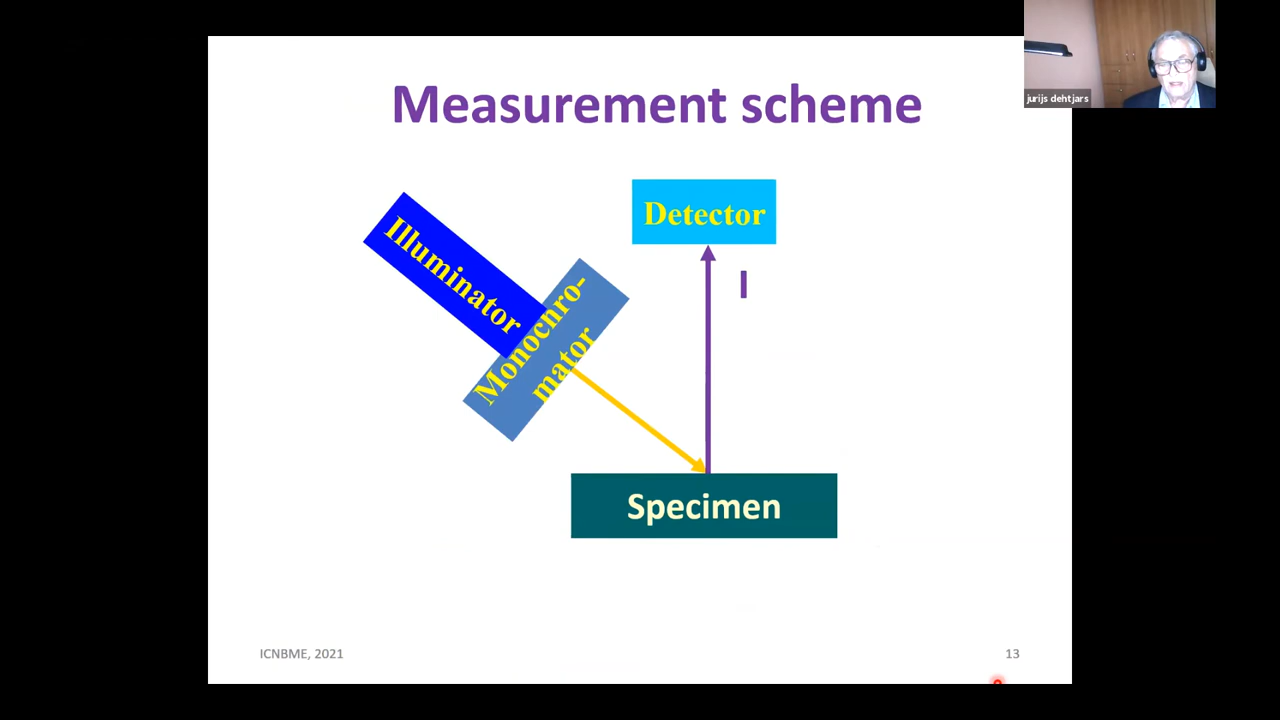 jurijs dehtjars
Measurement scheme
Illuminator
Monochro-
mator
Detector
I
Specimen
ICNBME, 2021
13